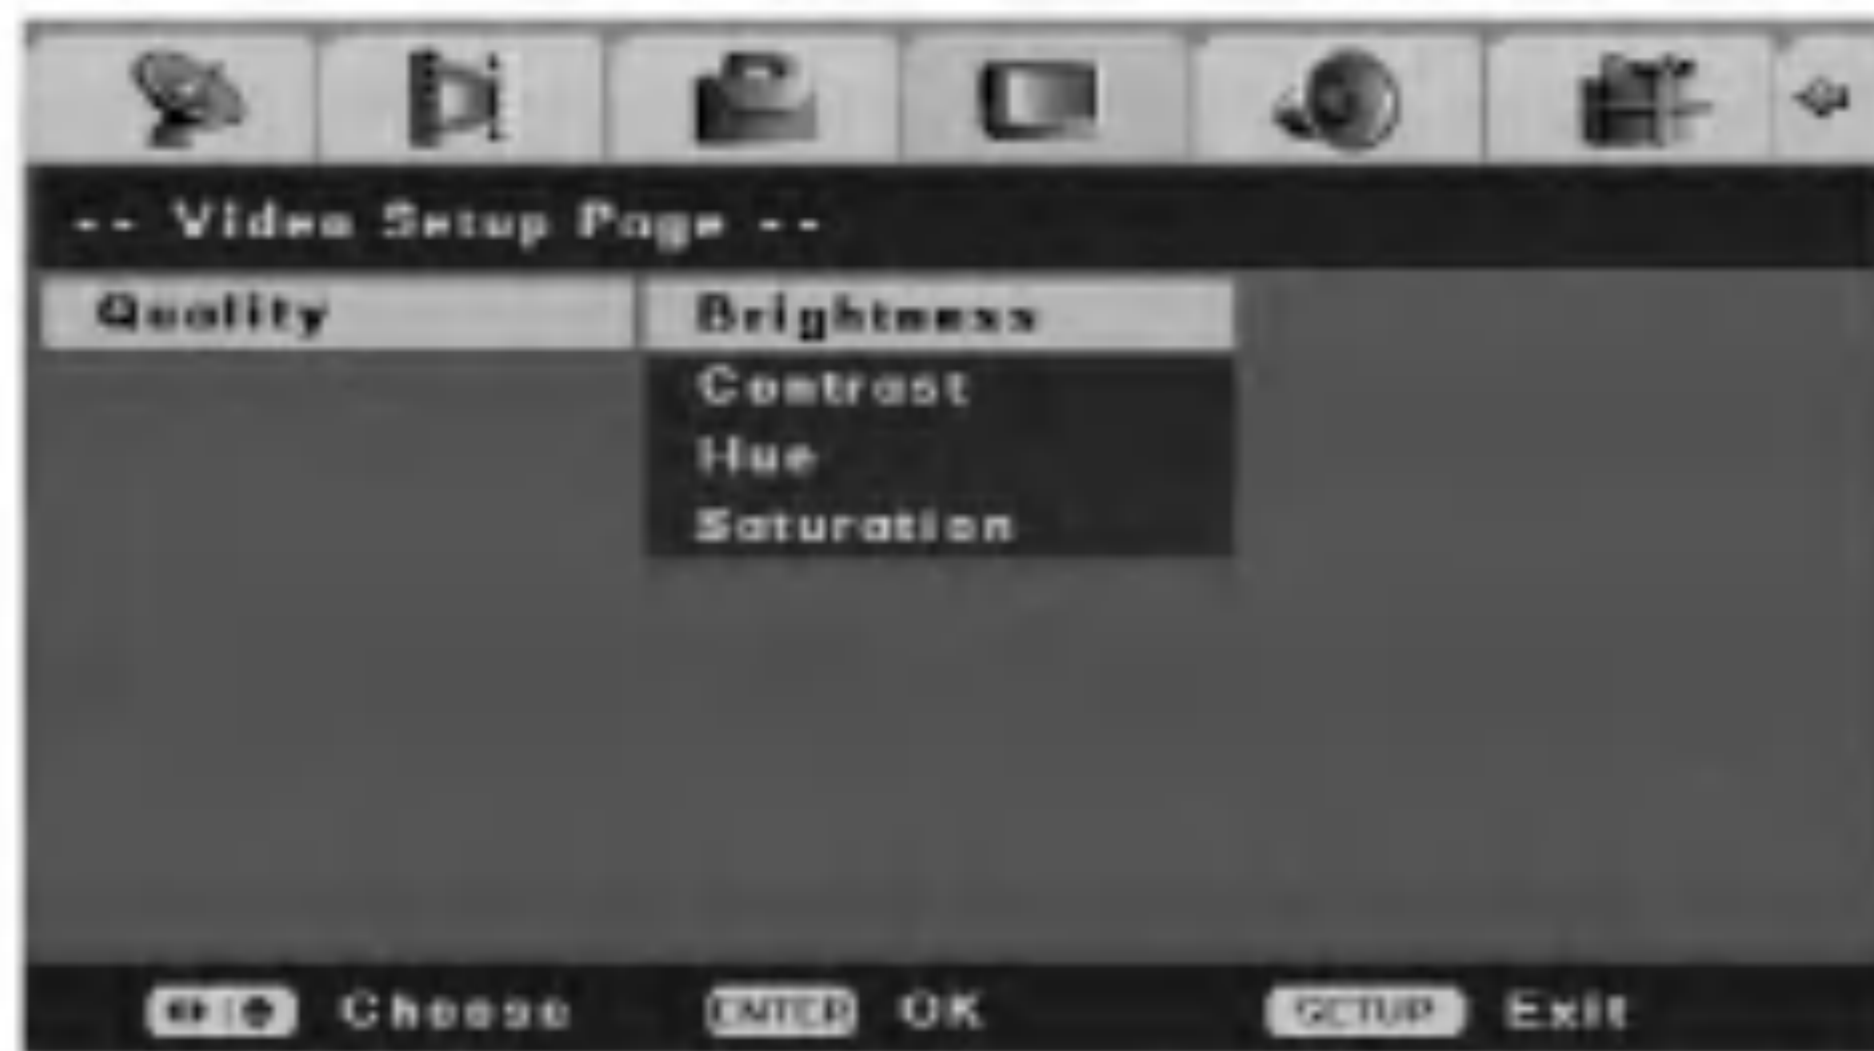 -- Video Setup Page --
Quality Brightness
Contrast
Hue
Saturation
Choose ENTER OK SETUP Exit